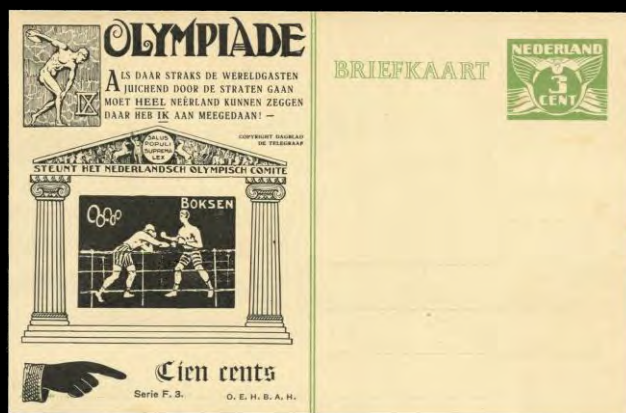 OLYMPIADE
IX
ALS DAAR STRAKS DE WERELDGASTEN
JUICHEND DOOR DE STRATEN GAAN
MOET HEEL NEÊRLAND KUNNEN ZEGGEN
DAAR HEB IK AAN MEEGEDAAN! —
COPYRIGHT DAGBLAD
DE TELEGRAAF
SALUS
POPULI
SUPREMA
LEX
STEUNT HET NEDERLANDSCH OLYMPISCH COMITE
BOKSEN
Tien cents
Serie F. 3.
O. E. H. B. A. H.
BRIEFKAART
NEDERLAND
3
CENT